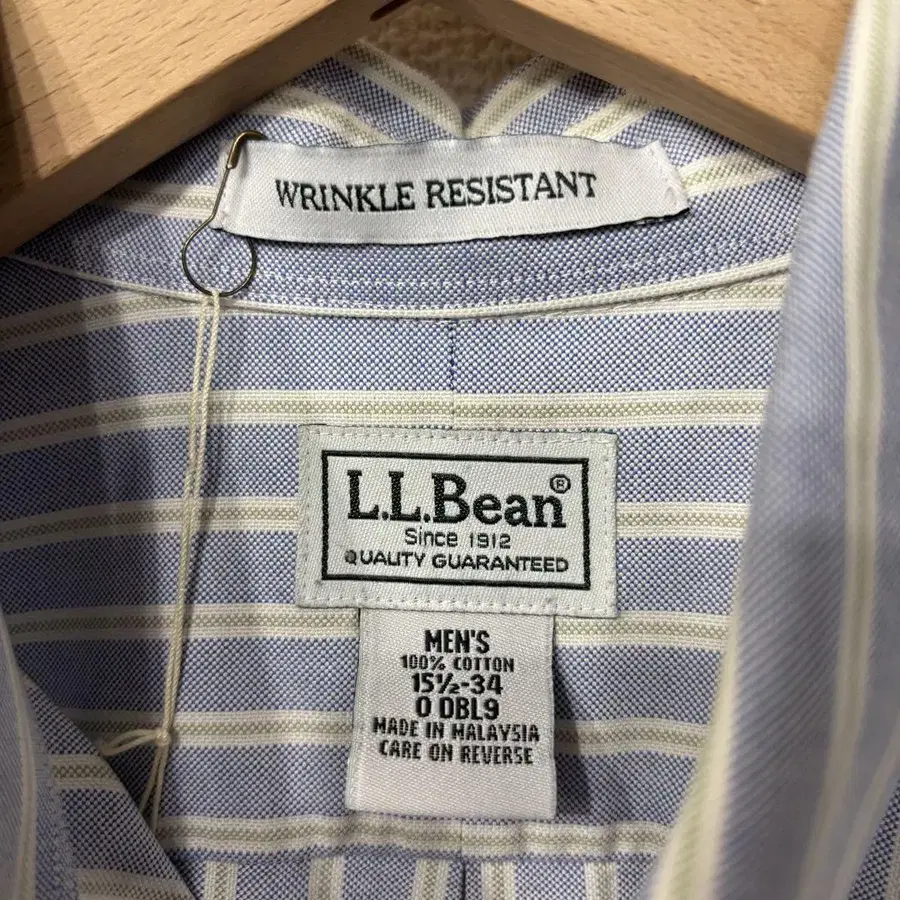 WRINKLE RESISTANT
L.L.Bean®
Since 1912
QUALITY GUARANTEED
MEN'S
100% COTTON
15½-34
0 0BL9
MADE IN MALAYSIA
CARE ON REVERSE